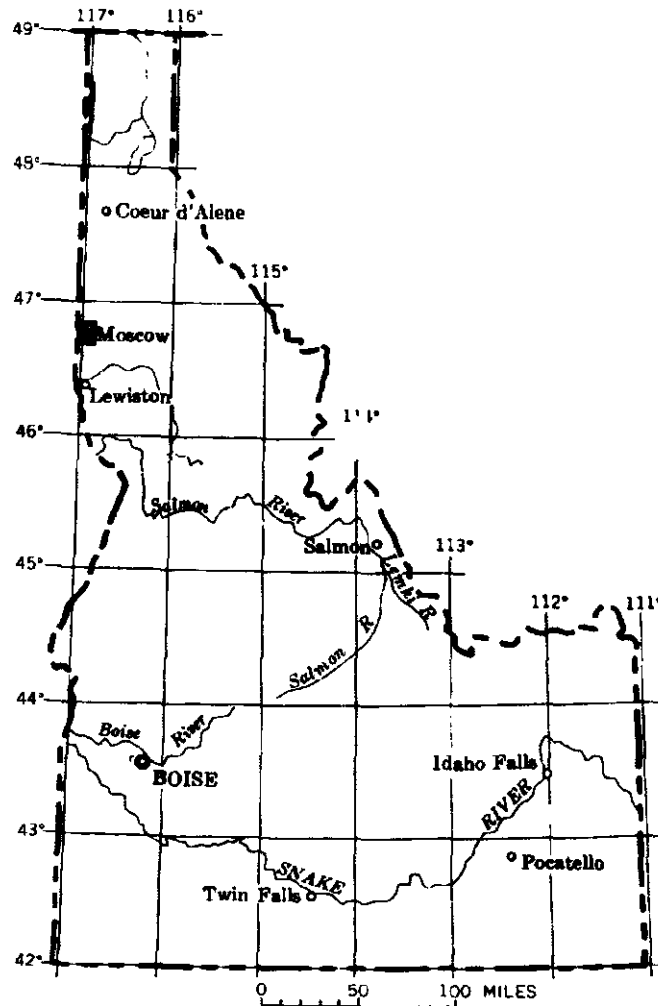 117° 116°
49°
48°
Coeur d'Alene
115°
47°
Moscow
46°
Lewiston
114°
Salmon River
Salmon
113°
45°
Lemhi R
112° 111°
Salmon R
44°
Boise River
Idaho Falls
BOISE
RIVER
43°
Pocatello
SNAKE
Twin Falls
42°
0 50 100 MILES